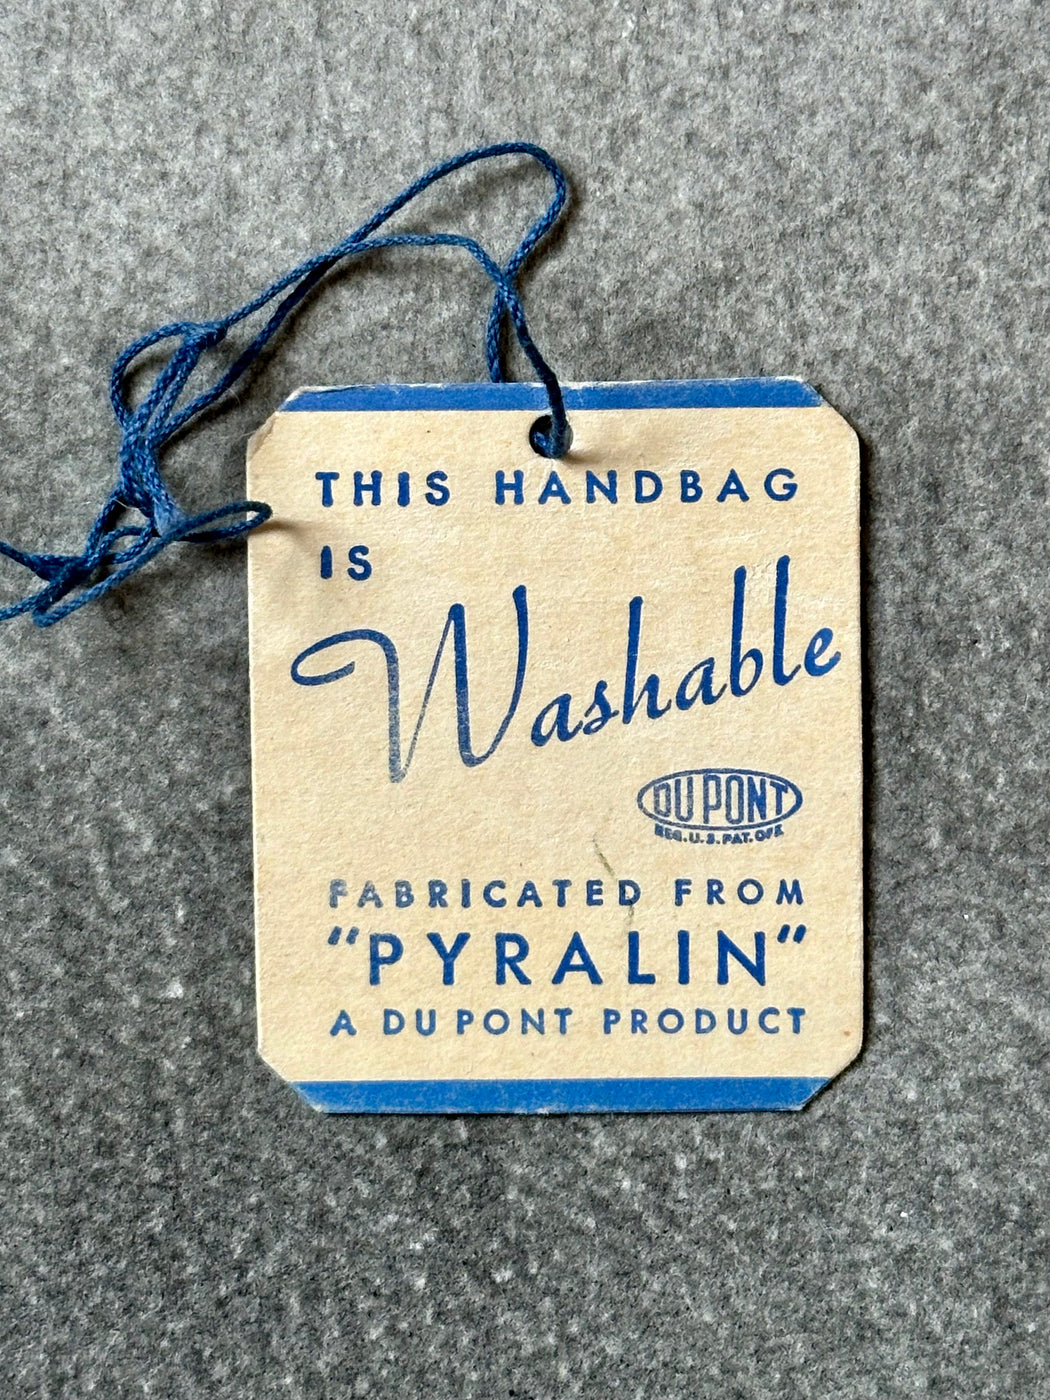 THIS HANDBAG
IS
Washable
DU PONT
REG. U.S. PAT. OFF.
FABRICATED FROM
"PYRALIN"
A DU PONT PRODUCT